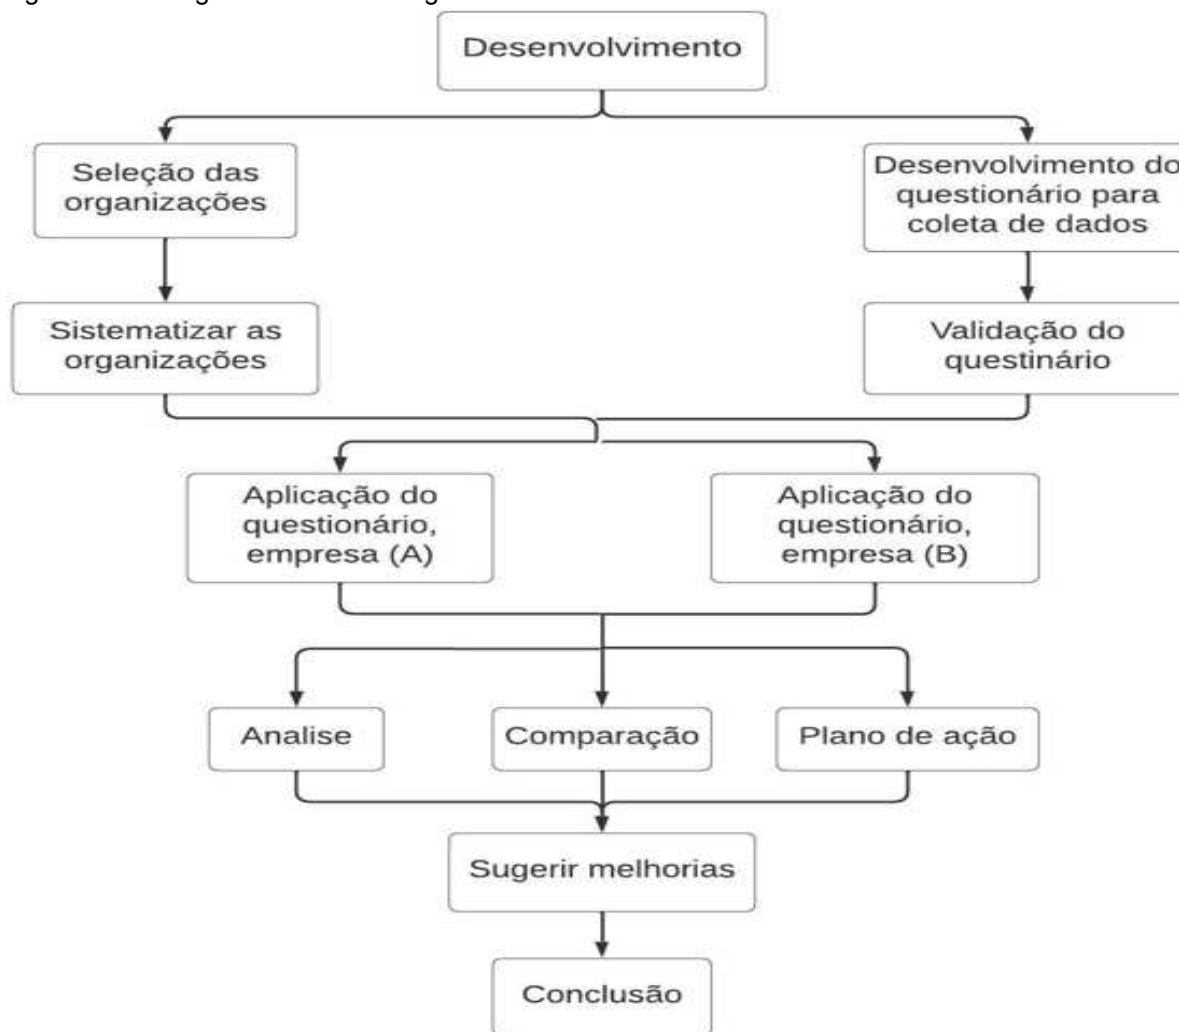 Desenvolvimento
Seleção das
organizações
Desenvolvimento do
questionário para
coleta de dados
Sistematizar as
organizações
Validação do
questinário
Aplicação do
questionário,
empresa (A)
Aplicação do
questionário,
empresa (B)
Analise
Comparação
Plano de ação
Sugerir melhorias
Conclusão